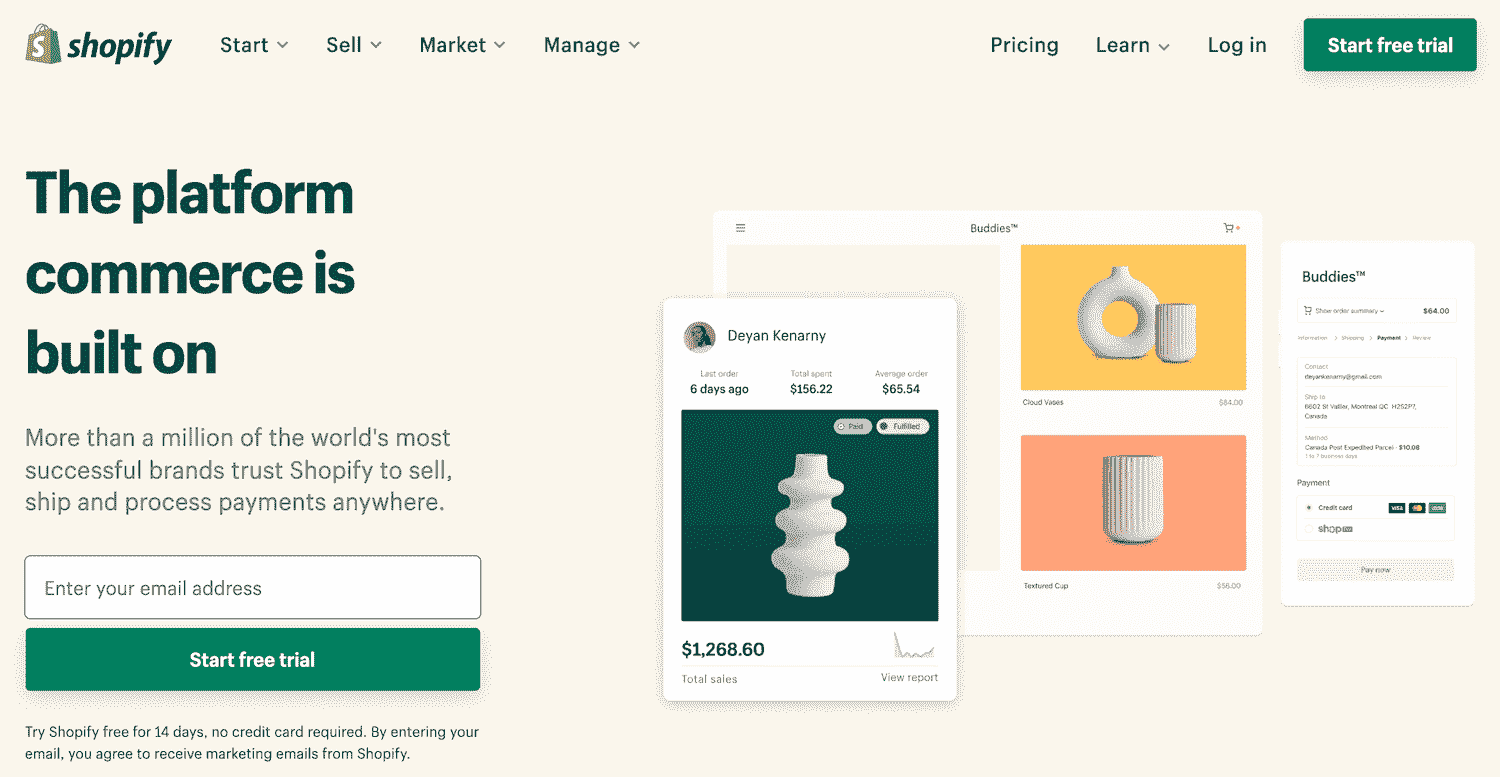 shopify
Start
Sell
Market
Manage
Pricing
Learn
Log in
Start free trial
The platform
commerce is
built on
More than a million of the world's most
successful brands trust Shopify to sell,
ship and process payments anywhere.
Enter your email address
Start free trial
Try Shopify free for 14 days, no credit card required. By entering your
email, you agree to receive marketing emails from Shopify.
Buddies™
Cloud Vases $84.00
Textured Cup $56.00
Deyan Kenarny
Last order Total spent Average order
6 days ago $156.22 $65.54
Paid Fulfilled
$1,268.60
Total sales View report
Buddies™
Show order summary $64.00
Information > Shipping > Payment > Review
Contact
deyankenarny@gmail.com
Ship to
6602 St Vallier, Montreal QC H2S2P7,
Canada
Method
Canada Post Expedited Parcel · $10.08
1 to 7 business days
Payment
Credit card VISA
shop
Pay now